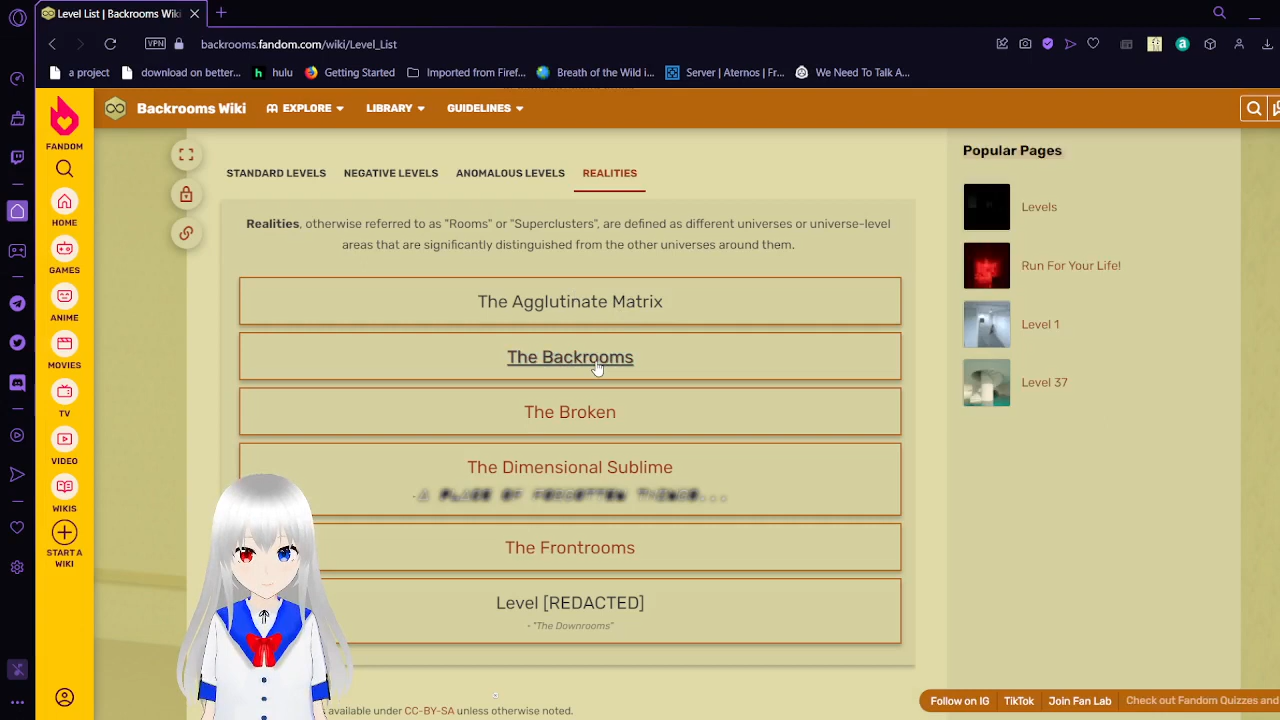 Level List | Backrooms Wiki
VPN
backrooms.fandom.com/wiki/Level_List
a project
download on better...
hulu
Getting Started
Imported from Firef...
Breath of the Wild i...
Server | Aternos | Fr...
We Need To Talk A...
Backrooms Wiki
EXPLORE
LIBRARY
GUIDELINES
FANDOM
HOME
GAMES
ANIME
MOVIES
TV
VIDEO
WIKIS
START A
WIKI
STANDARD LEVELS
NEGATIVE LEVELS
ANOMALOUS LEVELS
REALITIES
Realities, otherwise referred to as "Rooms" or "Superclusters", are defined as different universes or universe-level
areas that are significantly distinguished from the other universes around them.
The Agglutinate Matrix
The Backrooms
The Broken
The Dimensional Sublime
A PLACE OF FORGOTTEN THINGS...
The Frontrooms
Level [REDACTED]
- "The Downrooms"
Popular Pages
Levels
Run For Your Life!
Level 1
Level 37
available under CC-BY-SA unless otherwise noted.
Follow on IG
TikTok
Join Fan Lab
Check out Fandom Quizzes and